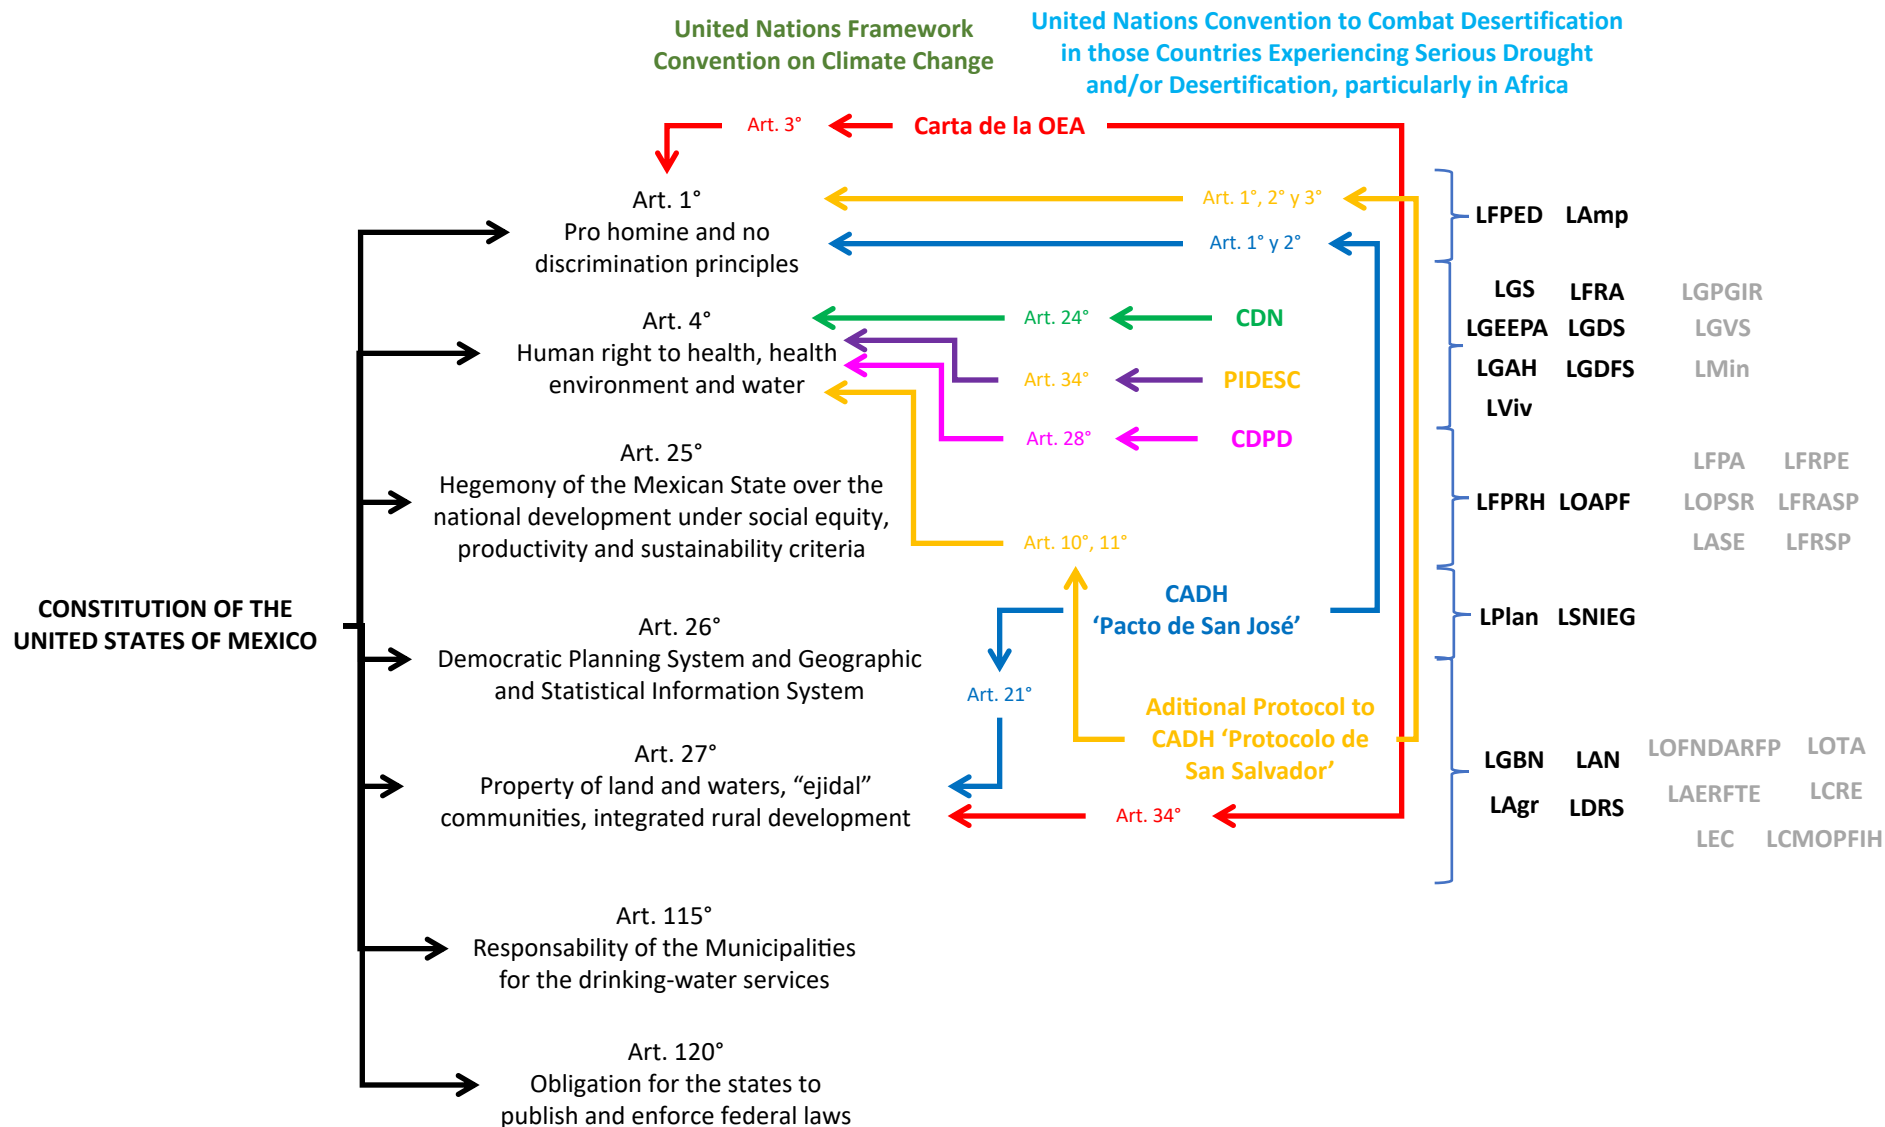 United Nations Framework
Convention on Climate Change
United Nations Convention to Combat Desertification
in those Countries Experiencing Serious Drought
and/or Desertification, particularly in Africa
Art. 3°
Carta de la OEA
Art. 1°
Pro homine and no
discrimination principles
Art. 1°, 2° y 3°
Art. 1° y 2°
LFPED LAmp
Art. 4°
Human right to health, health
environment and water
Art. 24°
CDN
Art. 34°
PIDESC
Art. 28°
CDPD
LGS LFRA LGPGIR
LGEEPA LGDS LGVS
LGAH LGDFS LMin
LViv
Art. 25°
Hegemony of the Mexican State over the
national development under social equity,
productivity and sustainability criteria
Art. 10°, 11°
LFPA LFRPE
LFPRH LOAPF LOPSR LFRASP
LASE LFRSP
CONSTITUTION OF THE
UNITED STATES OF MEXICO
Art. 26°
Democratic Planning System and Geographic
and Statistical Information System
CADH
‘Pacto de San José’
LPlan LSNIEG
Art. 21°
Aditional Protocol to
CADH ‘Protocolo de
San Salvador’
Art. 27°
Property of land and waters, “ejidal”
communities, integrated rural development
Art. 34°
LGBN LAN LOFNDARFP LOTA
LAgr LDRS LAERFTE LCRE
LEC LCMOPFIH
Art. 115°
Responsability of the Municipalities
for the drinking-water services
Art. 120°
Obligation for the states to
publish and enforce federal laws